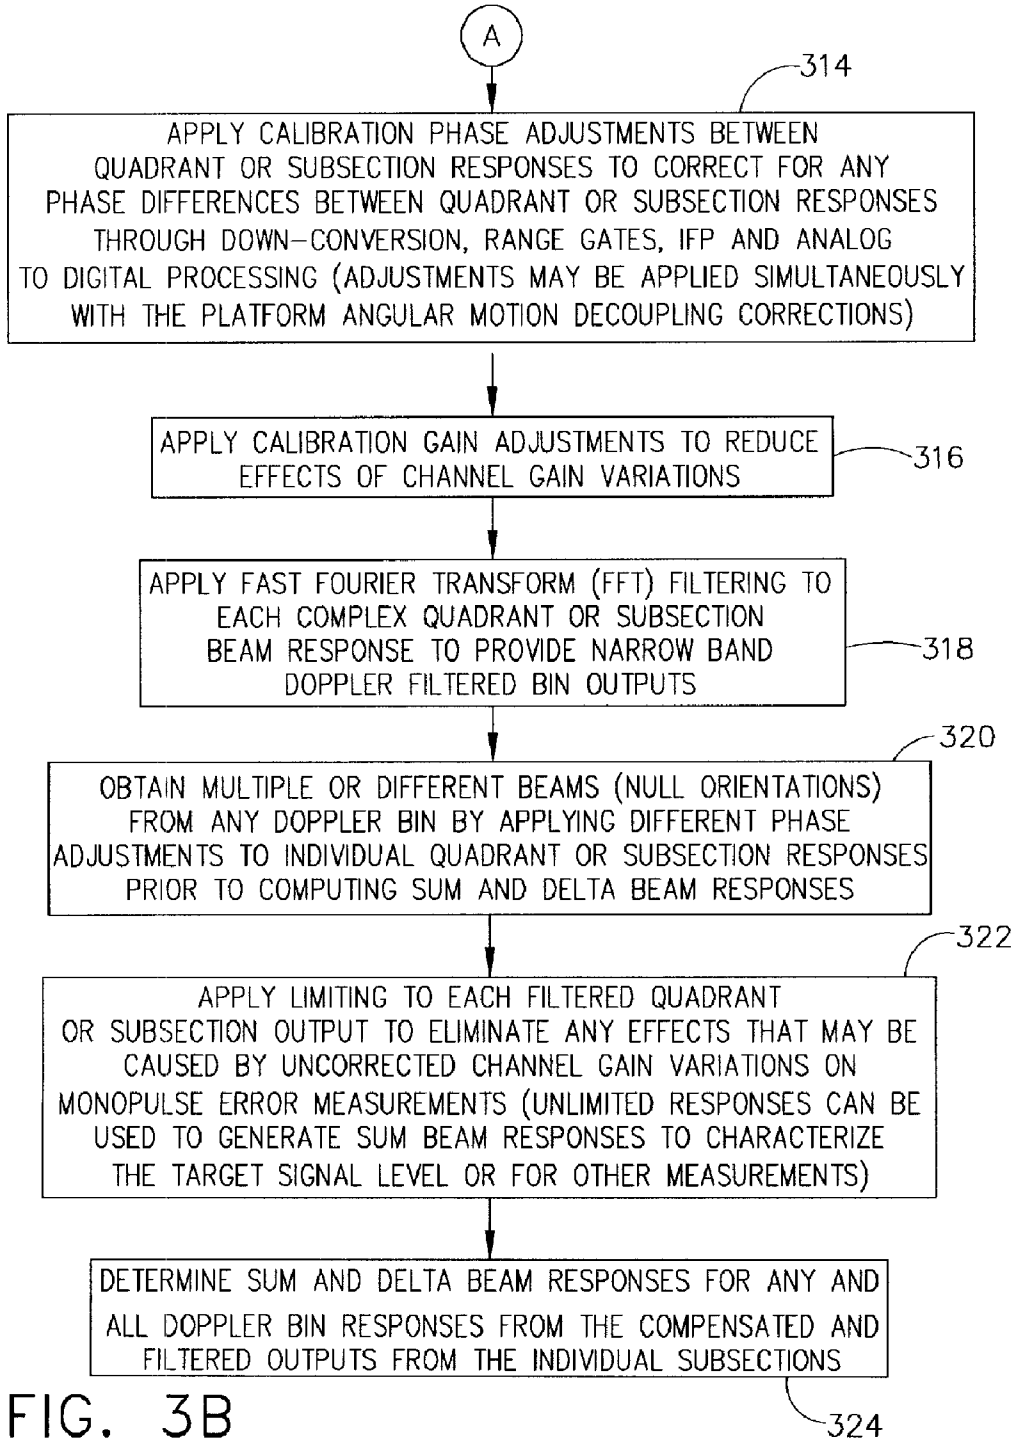 A
314
APPLY CALIBRATION PHASE ADJUSTMENTS BETWEEN
QUADRANT OR SUBSECTION RESPONSES TO CORRECT FOR ANY
PHASE DIFFERENCES BETWEEN QUADRANT OR SUBSECTION RESPONSES
THROUGH DOWN-CONVERSION, RANGE GATES, IFP AND ANALOG
TO DIGITAL PROCESSING (ADJUSTMENTS MAY BE APPLIED SIMULTANEOUSLY
WITH THE PLATFORM ANGULAR MOTION DECOUPLING CORRECTIONS)
APPLY CALIBRATION GAIN ADJUSTMENTS TO REDUCE
EFFECTS OF CHANNEL GAIN VARIATIONS
316
APPLY FAST FOURIER TRANSFORM (FFT) FILTERING TO
EACH COMPLEX QUADRANT OR SUBSECTION
BEAM RESPONSE TO PROVIDE NARROW BAND
DOPPLER FILTERED BIN OUTPUTS
318
320
OBTAIN MULTIPLE OR DIFFERENT BEAMS (NULL ORIENTATIONS)
FROM ANY DOPPLER BIN BY APPLYING DIFFERENT PHASE
ADJUSTMENTS TO INDIVIDUAL QUADRANT OR SUBSECTION RESPONSES
PRIOR TO COMPUTING SUM AND DELTA BEAM RESPONSES
322
APPLY LIMITING TO EACH FILTERED QUADRANT
OR SUBSECTION OUTPUT TO ELIMINATE ANY EFFECTS THAT MAY BE
CAUSED BY UNCORRECTED CHANNEL GAIN VARIATIONS ON
MONOPULSE ERROR MEASUREMENTS (UNLIMITED RESPONSES CAN BE
USED TO GENERATE SUM BEAM RESPONSES TO CHARACTERIZE
THE TARGET SIGNAL LEVEL OR FOR OTHER MEASUREMENTS)
DETERMINE SUM AND DELTA BEAM RESPONSES FOR ANY AND
ALL DOPPLER BIN RESPONSES FROM THE COMPENSATED AND
FILTERED OUTPUTS FROM THE INDIVIDUAL SUBSECTIONS
324
FIG. 3B